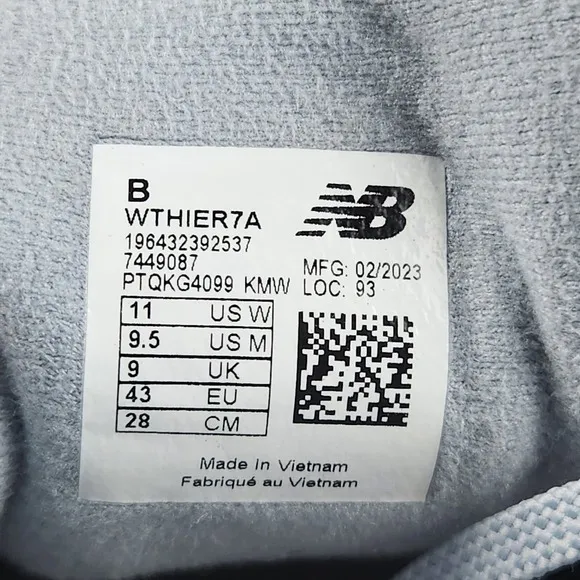 B
WTHIER7A
196432392537
7449087
PTQKG4099 KMW
NB
MFG: 02/2023
LOC: 93
11 US W
9.5 US M
9 UK
43 EU
28 CM
Made In Vietnam
Fabriqué au Vietnam